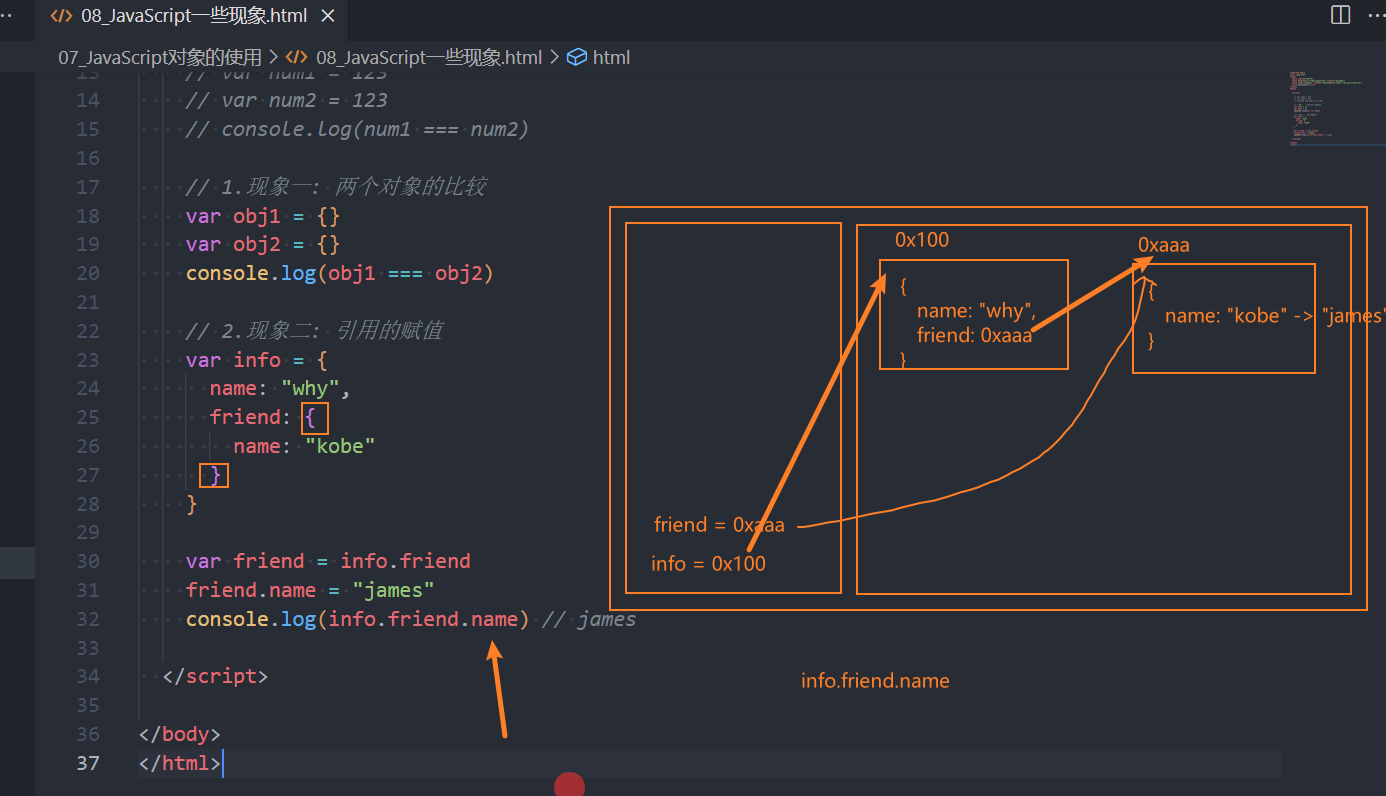 08_JavaScript一些现象.html
07_JavaScript对象的使用 > 08_JavaScript一些现象.html > html
13 // var num1 = 123
14 // var num2 = 123
15 // console.log(num1 === num2)
16
17 // 1.现象一: 两个对象的比较
18 var obj1 = {}
19 var obj2 = {}
20 console.log(obj1 === obj2)
21
22 // 2.现象二: 引用的赋值
23 var info = {
24 name: "why",
25 friend: {
26 name: "kobe"
27 }
28 }
29
30 var friend = info.friend
31 friend.name = "james"
32 console.log(info.friend.name) // james
33
34 </script>
35
36 </body>
37 </html>
0x100
{
name: "why",
friend: 0xaaa
}
0xaaa
{
name: "kobe" -> "james"
}
friend = 0xaaa
info = 0x100
info.friend.name